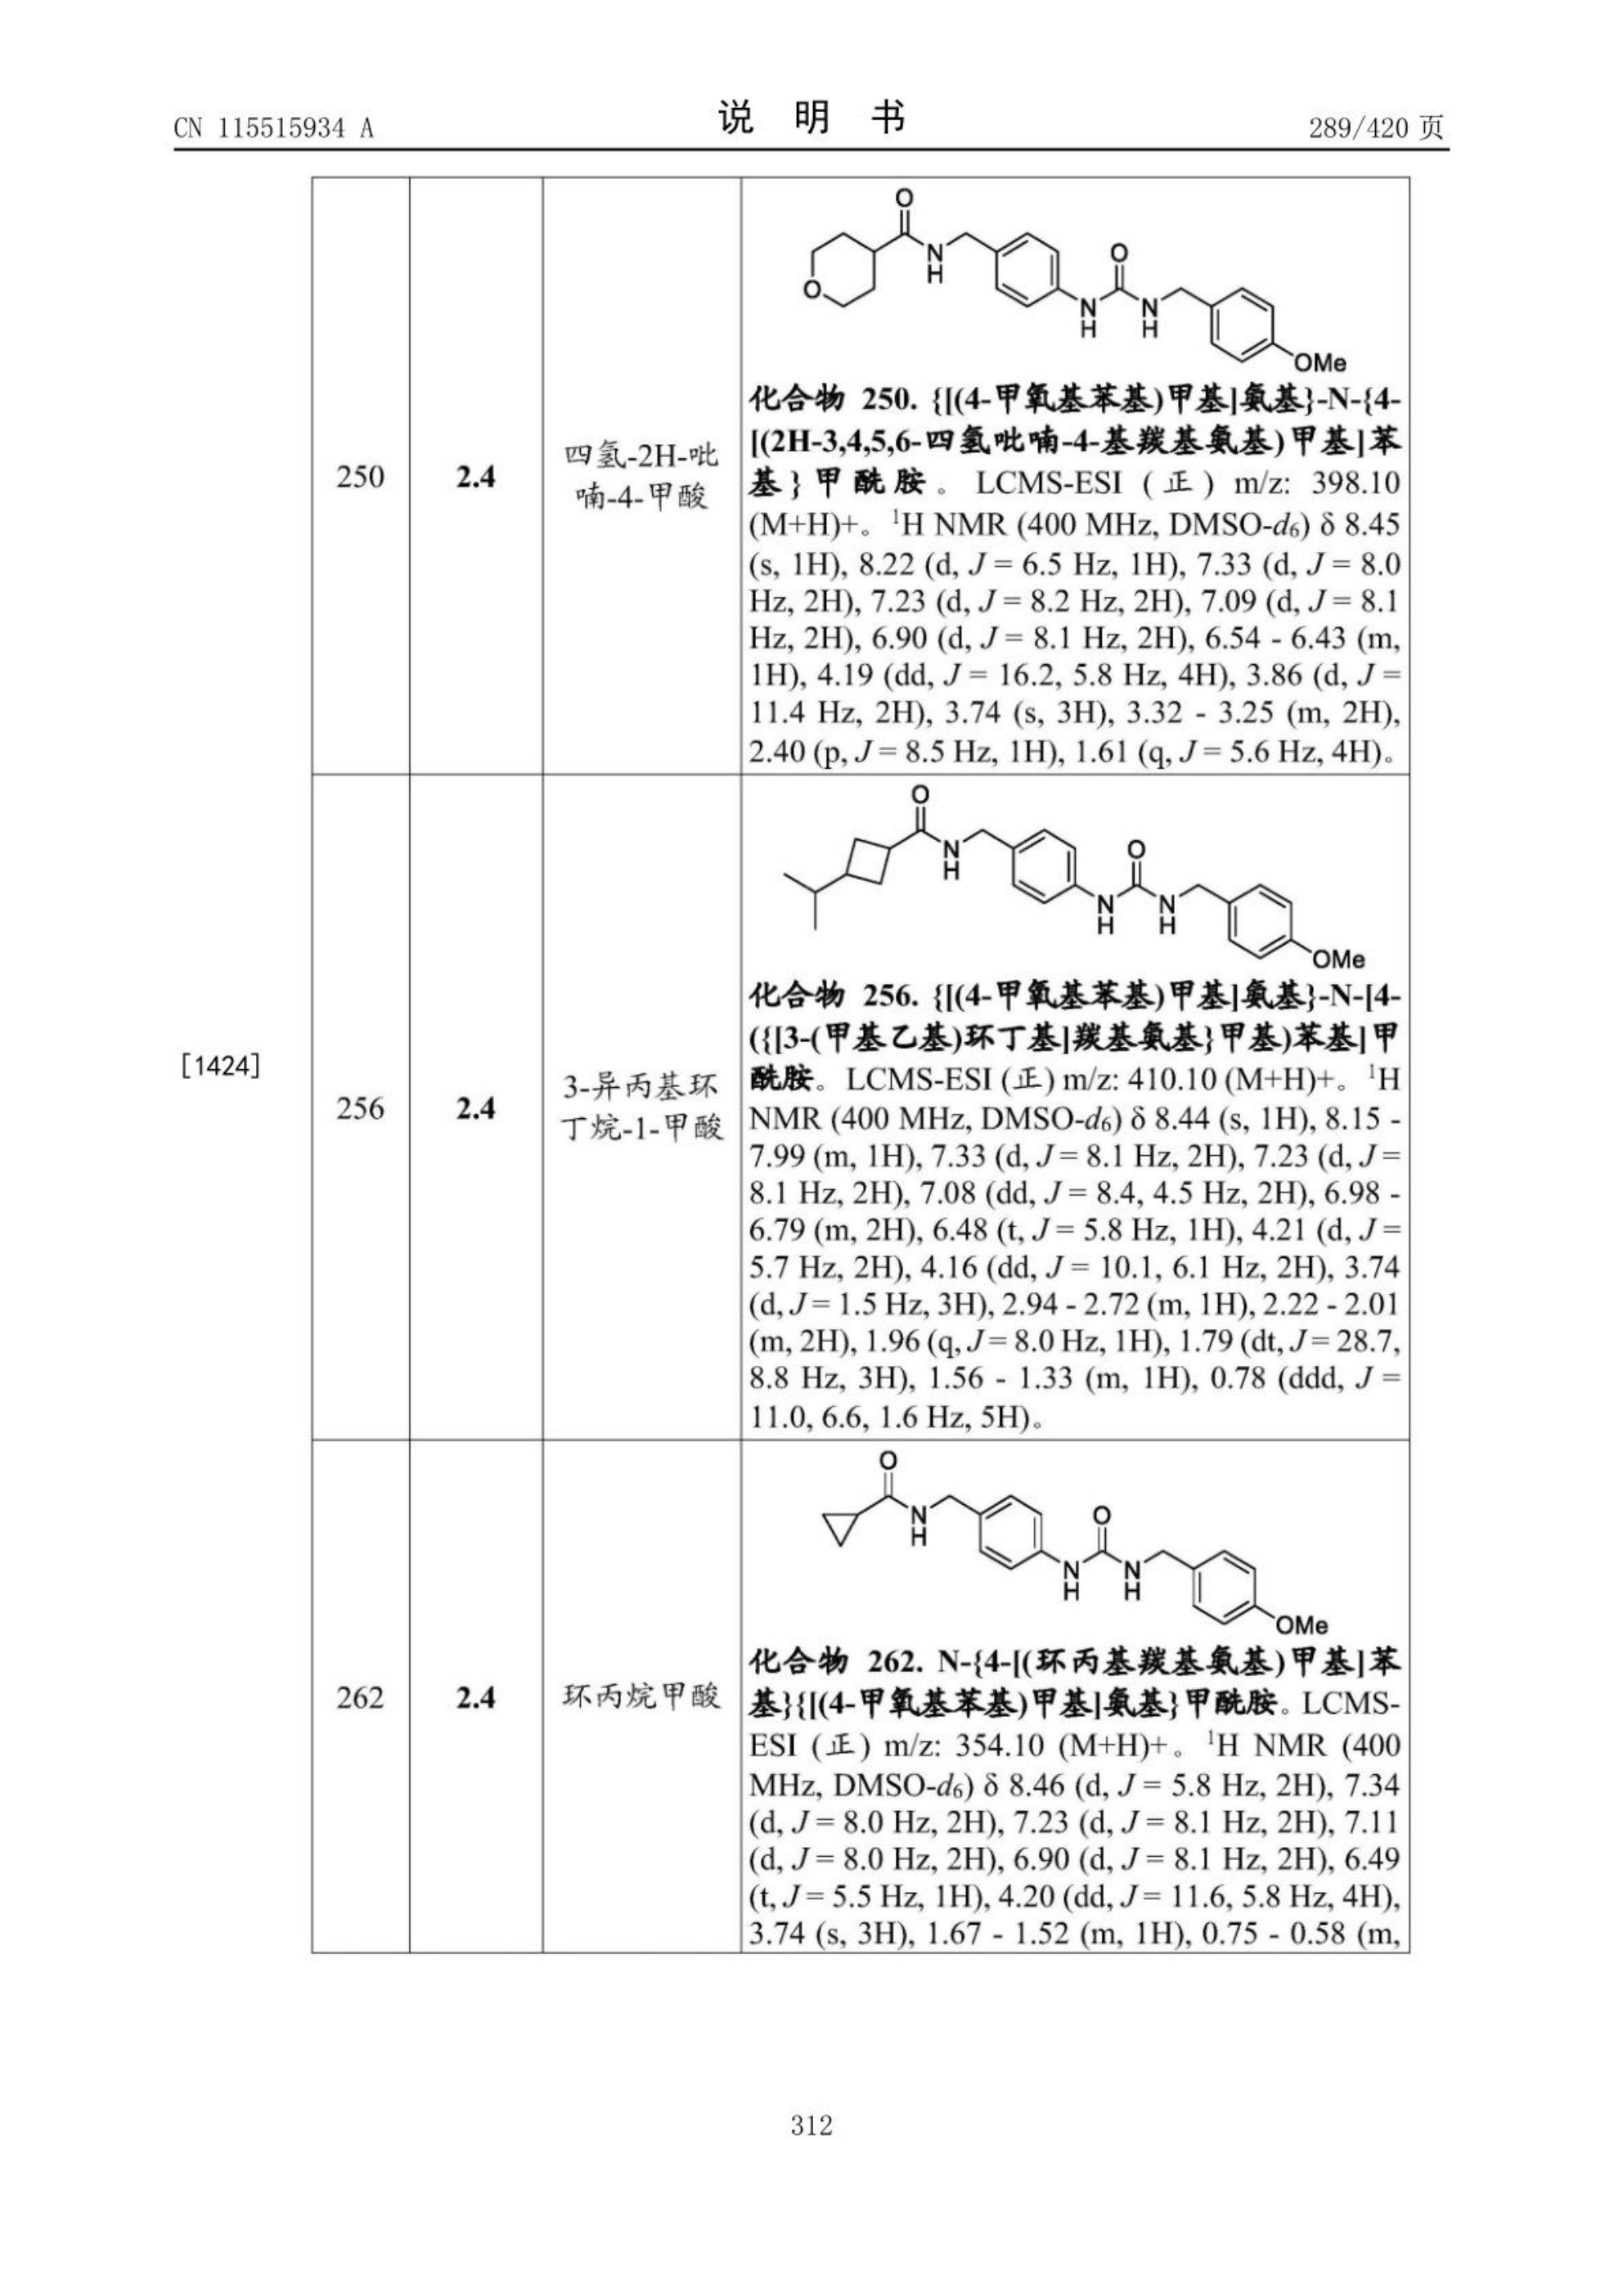 CN 115515934 A
说 明 书
289/420 页
O
N
H
O
O
N
H
N
H
OMe
250
2.4
四氢-2H-吡
喃-4-甲酸
化合物 250. {[(4-甲氧基苯基)甲基]氨基}-N-{4-
[(2H-3,4,5,6-四氢吡喃-4-基羰基氨基)甲基]苯
基}甲酰胺。 LCMS-ESI (正) m/z: 398.10
(M+H)+。 ¹H NMR (400 MHz, DMSO-d₆) δ 8.45
(s, 1H), 8.22 (d, J = 6.5 Hz, 1H), 7.33 (d, J = 8.0
Hz, 2H), 7.23 (d, J = 8.2 Hz, 2H), 7.09 (d, J = 8.1
Hz, 2H), 6.90 (d, J = 8.1 Hz, 2H), 6.54 - 6.43 (m,
1H), 4.19 (dd, J = 16.2, 5.8 Hz, 4H), 3.86 (d, J =
11.4 Hz, 2H), 3.74 (s, 3H), 3.32 - 3.25 (m, 2H),
2.40 (p, J = 8.5 Hz, 1H), 1.61 (q, J = 5.6 Hz, 4H)。
O
N
H
O
N
H
N
H
OMe
[1424]
256
2.4
3-异丙基环
丁烷-1-甲酸
化合物 256. {[(4-甲氧基苯基)甲基]氨基}-N-[4-
({[3-(甲基乙基)环丁基]羰基氨基}甲基)苯基]甲
酰胺。LCMS-ESI (正) m/z: 410.10 (M+H)+。 ¹H
NMR (400 MHz, DMSO-d₆) δ 8.44 (s, 1H), 8.15 -
7.99 (m, 1H), 7.33 (d, J = 8.1 Hz, 2H), 7.23 (d, J =
8.1 Hz, 2H), 7.08 (dd, J = 8.4, 4.5 Hz, 2H), 6.98 -
6.79 (m, 2H), 6.48 (t, J = 5.8 Hz, 1H), 4.21 (d, J =
5.7 Hz, 2H), 4.16 (dd, J = 10.1, 6.1 Hz, 2H), 3.74
(d, J = 1.5 Hz, 3H), 2.94 - 2.72 (m, 1H), 2.22 - 2.01
(m, 2H), 1.96 (q, J = 8.0 Hz, 1H), 1.79 (dt, J = 28.7,
8.8 Hz, 3H), 1.56 - 1.33 (m, 1H), 0.78 (ddd, J =
11.0, 6.6, 1.6 Hz, 5H)。
O
N
H
O
N
H
N
H
OMe
262
2.4
环丙烷甲酸
化合物 262. N-{4-[(环丙基羰基氨基)甲基]苯
基}{[(4-甲氧基苯基)甲基]氨基}甲酰胺。LCMS-
ESI (正) m/z: 354.10 (M+H)+。 ¹H NMR (400
MHz, DMSO-d₆) δ 8.46 (d, J = 5.8 Hz, 2H), 7.34
(d, J = 8.0 Hz, 2H), 7.23 (d, J = 8.1 Hz, 2H), 7.11
(d, J = 8.0 Hz, 2H), 6.90 (d, J = 8.1 Hz, 2H), 6.49
(t, J = 5.5 Hz, 1H), 4.20 (dd, J = 11.6, 5.8 Hz, 4H),
3.74 (s, 3H), 1.67 - 1.52 (m, 1H), 0.75 - 0.58 (m,
312